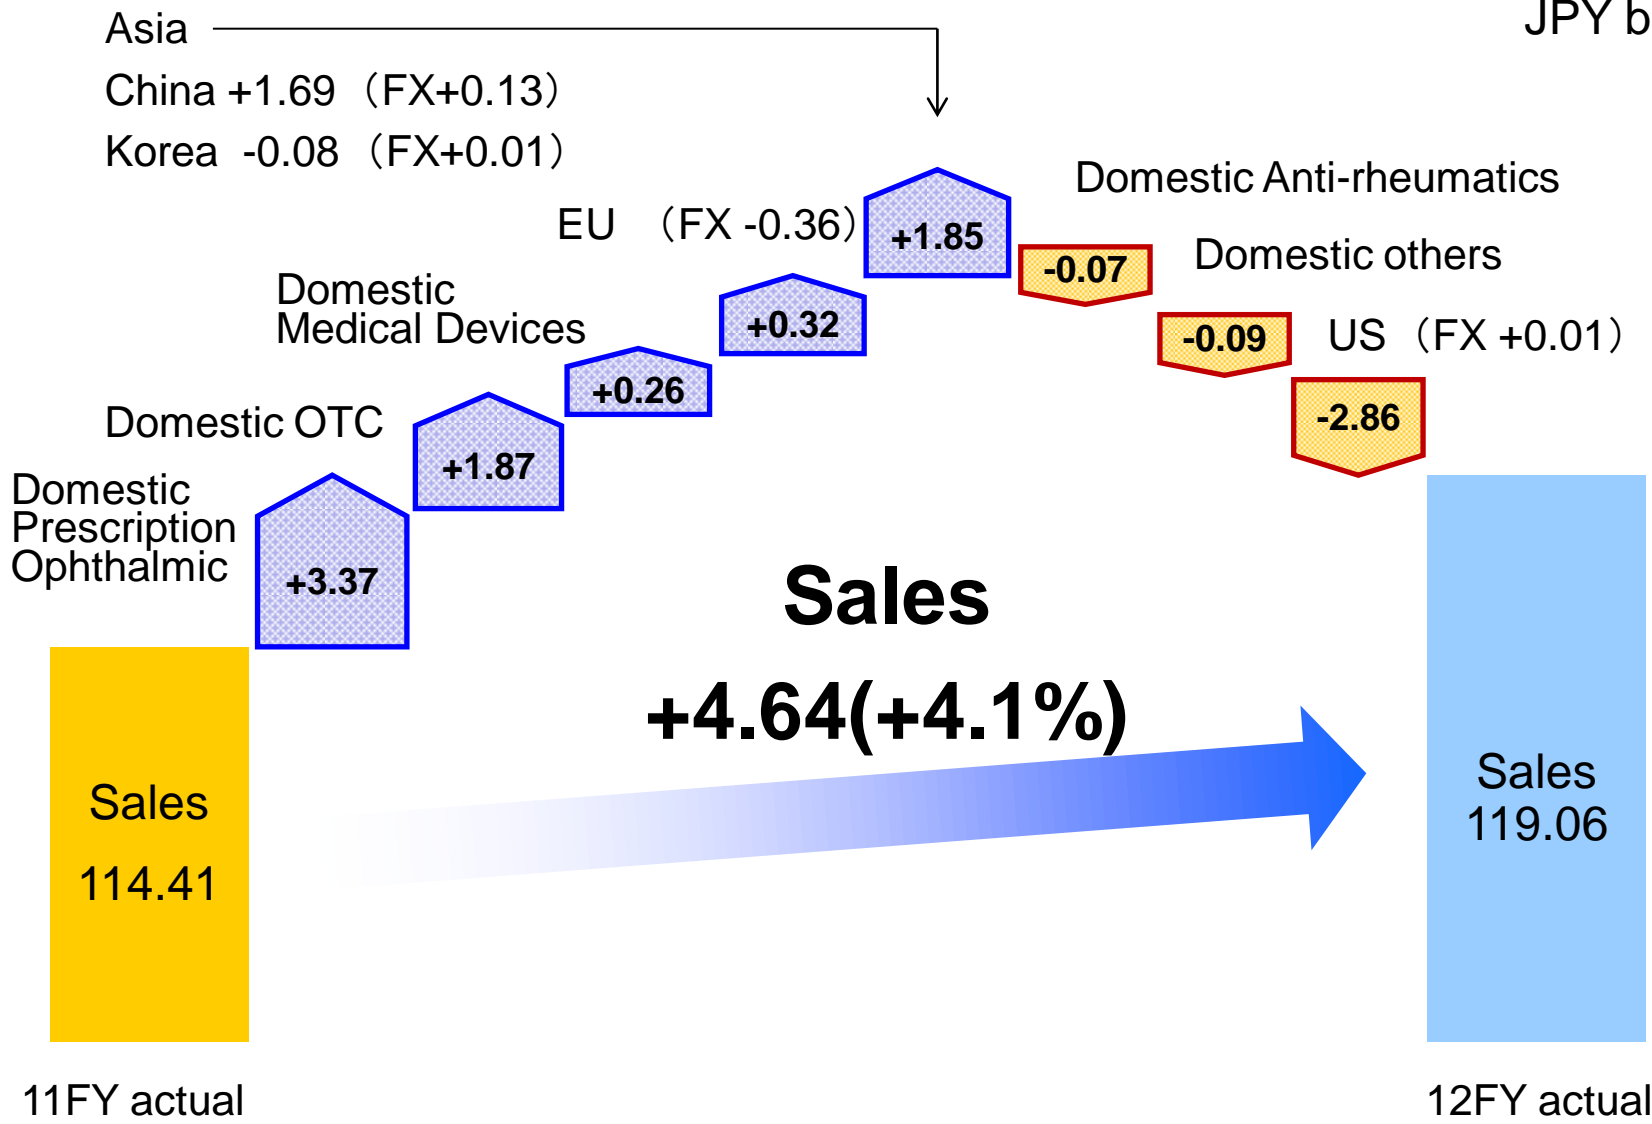 JPY b
Asia
China +1.69（FX+0.13）
Korea -0.08（FX+0.01）
Domestic Anti-rheumatics
EU （FX -0.36）
+1.85
Domestic others
-0.07
Domestic
Medical Devices
+0.32
-0.09
US（FX +0.01）
+0.26
-2.86
Domestic OTC
+1.87
Domestic
Prescription
Ophthalmic
+3.37
Sales
+4.64(+4.1%)
Sales
114.41
Sales
119.06
11FY actual
12FY actual